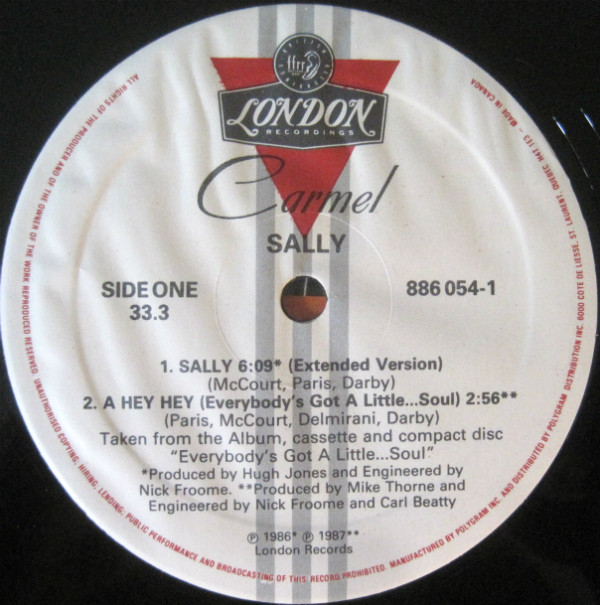 ffrr
LONDON
RECORDINGS
Carmel
SALLY
SIDE ONE
33.3
886 054-1
1. SALLY 6:09* (Extended Version)
(McCourt, Paris, Darby)
2. A HEY HEY (Everybody's Got A Little...Soul) 2:56**
(Paris, McCourt, Delmirani, Darby)
Taken from the Album, cassette and compact disc
"Everybody's Got A Little...Soul"
*Produced by Hugh Jones and Engineered by
Nick Froome. **Produced by Mike Thorne and
Engineered by Nick Froome and Carl Beatty
℗ 1986* ℗ 1987**
London Records
ALL RIGHTS OF THE PRODUCER AND OF THE OWNER OF THE WORK REPRODUCED RESERVED. UNAUTHORISED COPYING, HIRING, LENDING, PUBLIC PERFORMANCE AND BROADCASTING OF THIS RECORD PROHIBITED. MANUFACTURED BY POLYGRAM INC. AND DISTRIBUTED BY POLYGRAM DISTRIBUTION INC. 6000 COTE DE LIESSE, ST. LAURENT, QUEBEC H4T 1E3 – MADE IN CANADA